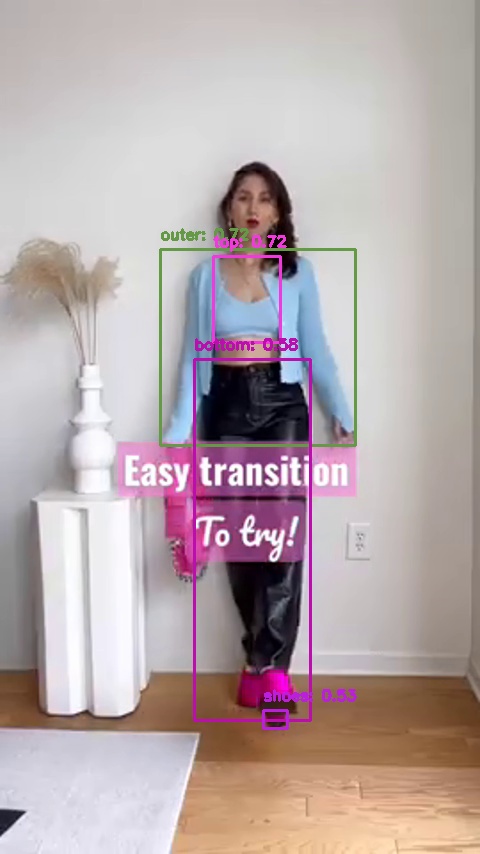 outer: 0.72
top: 0.72
bottom: 0.58
Easy transition
To try!
shoes: 0.53